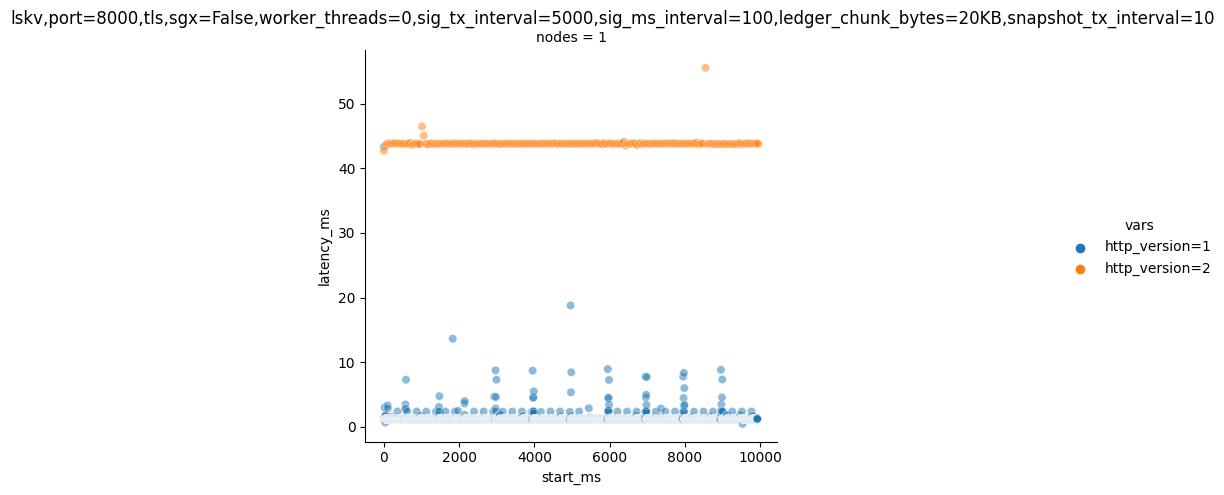 lskv,port=8000,tls,sgx=False,worker_threads=0,sig_tx_interval=5000,sig_ms_interval=100,ledger_chunk_bytes=20KB,snapshot_tx_interval=10
nodes = 1
50
40
30
20
10
0
latency_ms
0 2000 4000 6000 8000 10000
start_ms
vars
http_version=1
http_version=2